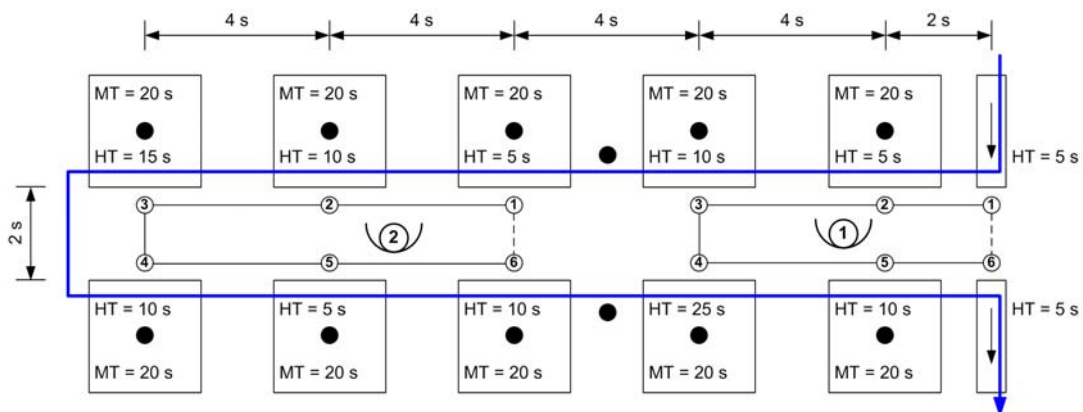 4 s 4 s 4 s 4 s 2 s
MT = 20 s MT = 20 s MT = 20 s MT = 20 s MT = 20 s
HT = 15 s HT = 10 s HT = 5 s HT = 10 s HT = 5 s HT = 5 s
3 2 1 3 2 1
2 s 2 1
4 5 6 4 5 6
HT = 10 s HT = 5 s HT = 10 s HT = 25 s HT = 10 s HT = 5 s
MT = 20 s MT = 20 s MT = 20 s MT = 20 s MT = 20 s